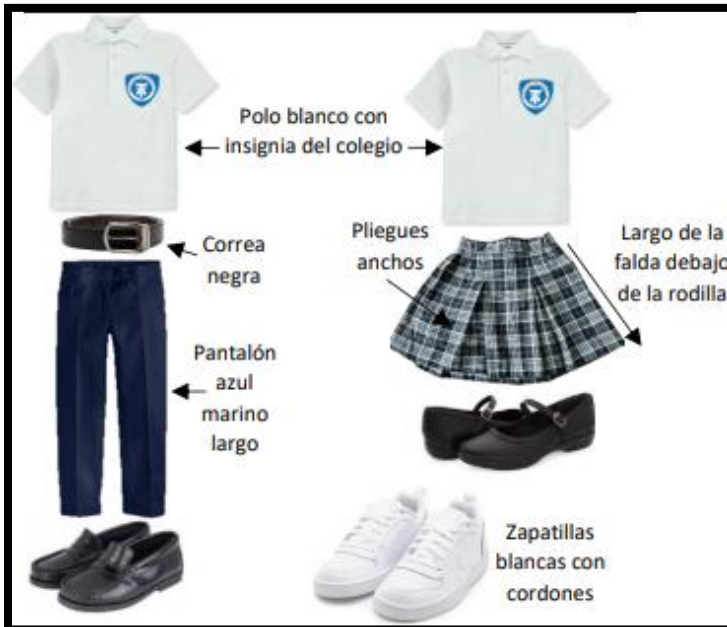 Polo blanco con
insignia del colegio
Correa
negra
Pliegues
anchos
Largo de la
falda debajo
de la rodilla
Pantalón
azul
marino
largo
Zapatillas
blancas con
cordones